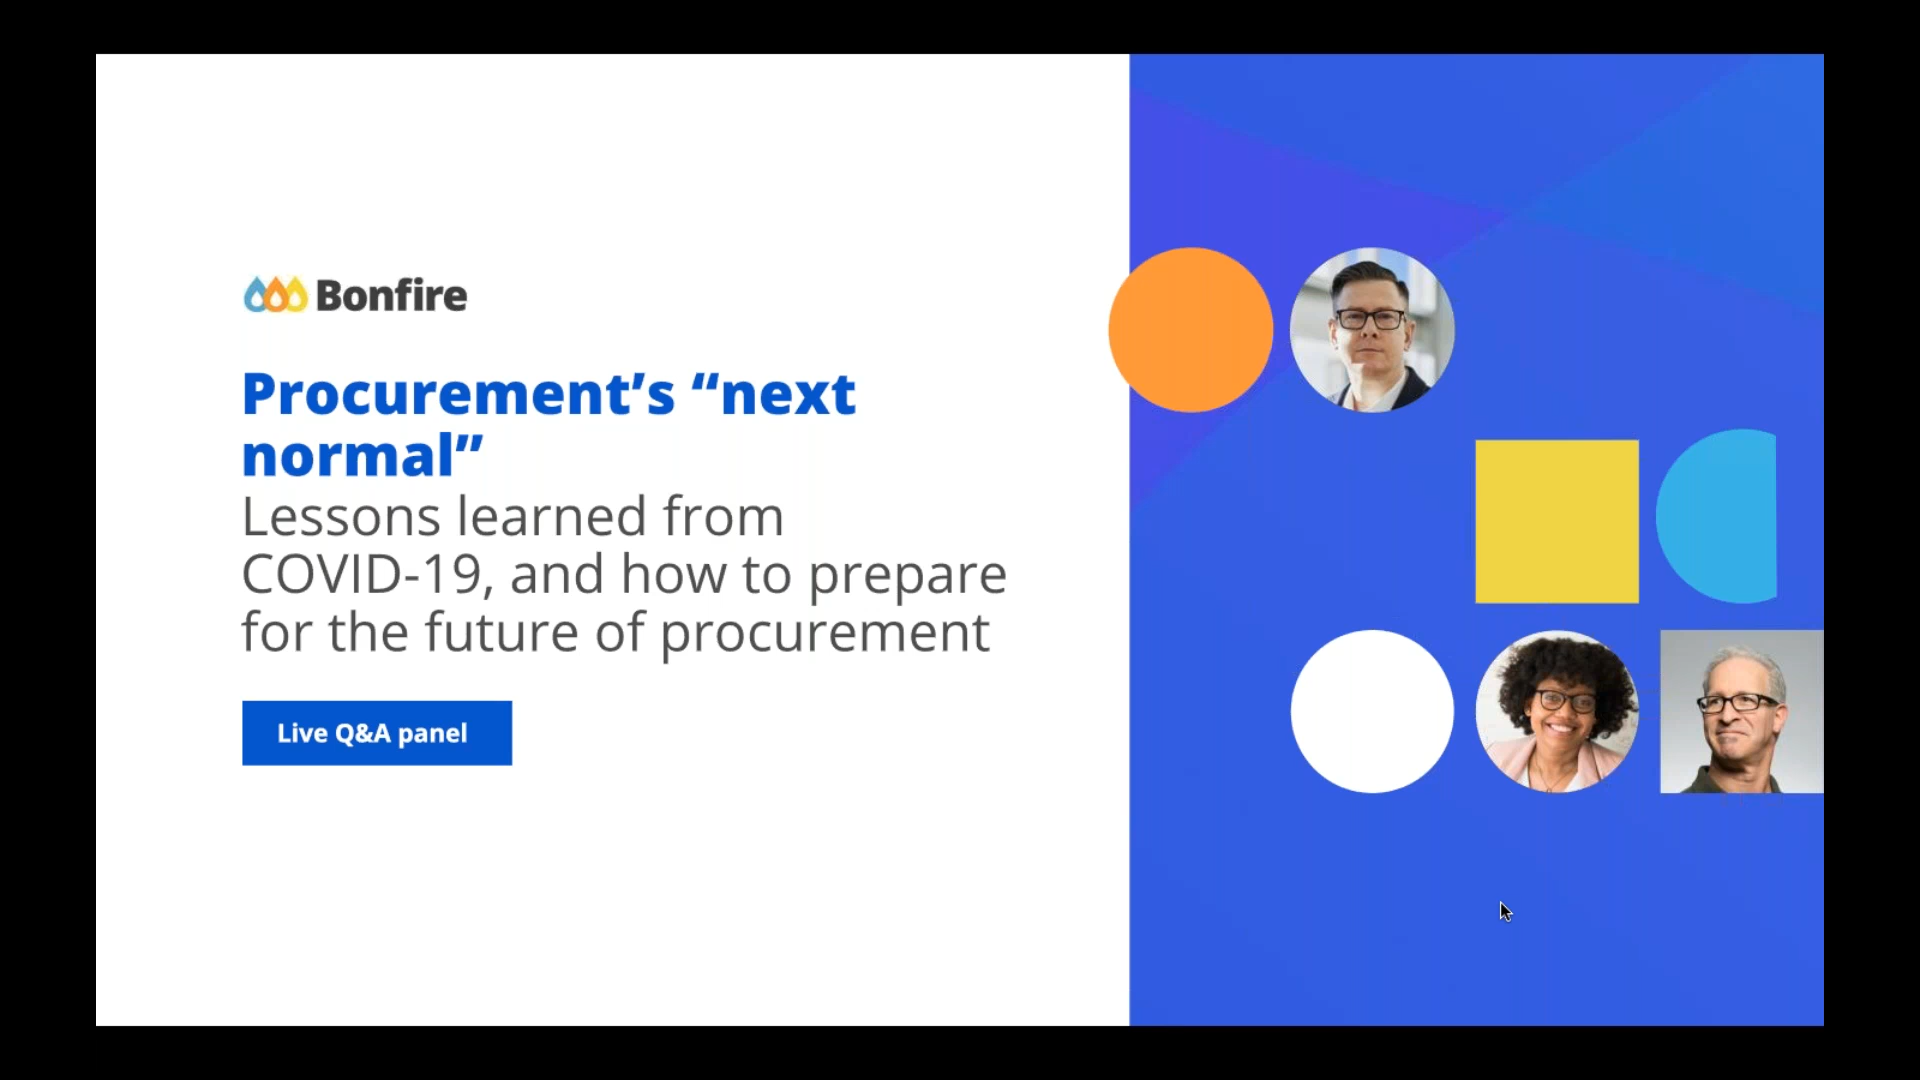 Bonfire
Procurement’s “next
normal”
Lessons learned from
COVID-19, and how to prepare
for the future of procurement
Live Q&A panel